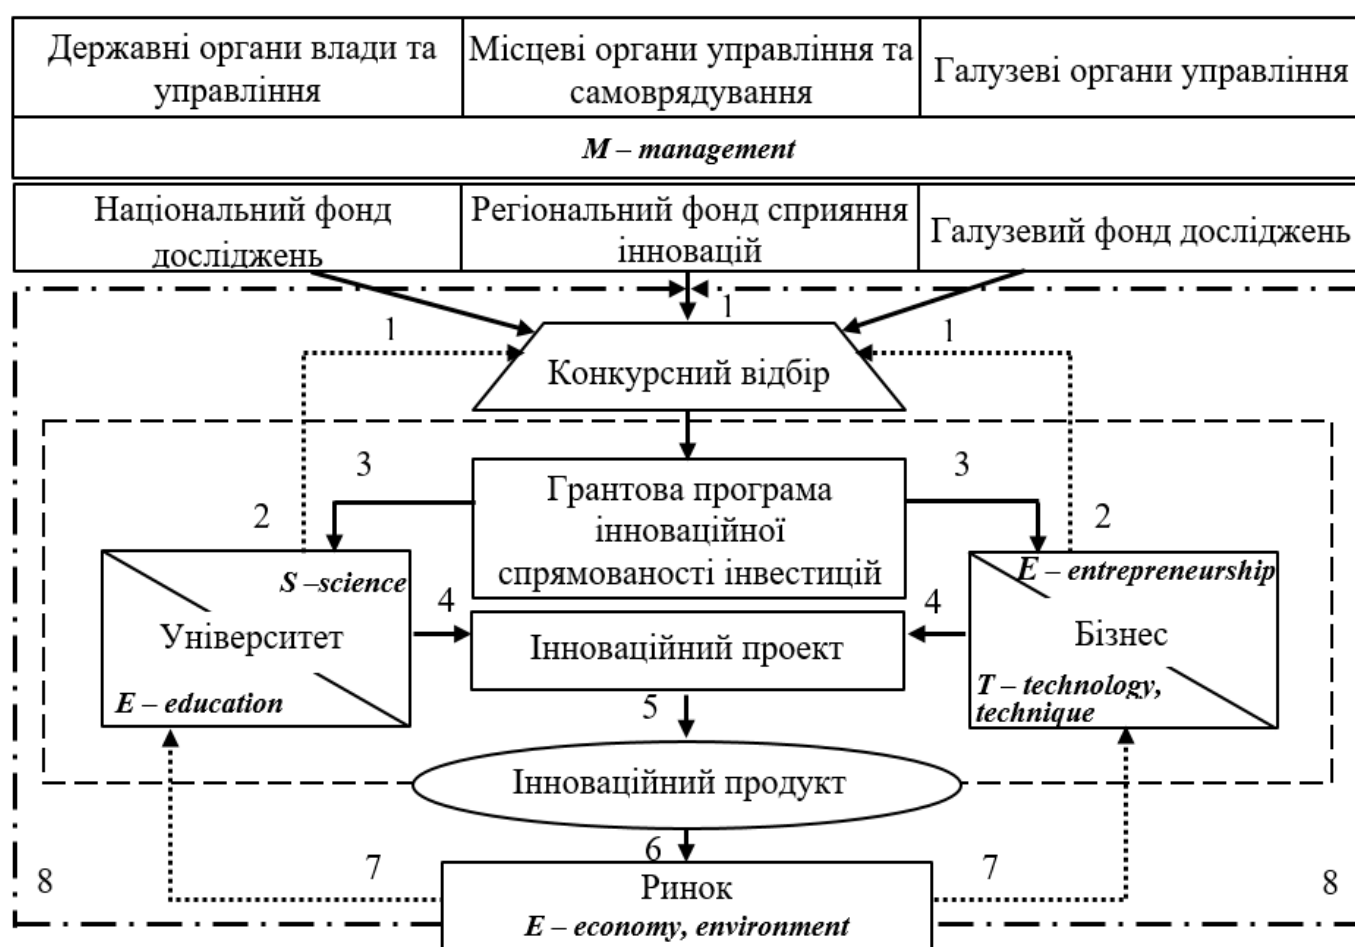 Державні органи влади та
управління
Місцеві органи управління та
самоврядування
Галузеві органи управління
M – management
Національний фонд
досліджень
Регіональний фонд сприяння
інновацій
Галузевий фонд досліджень
1
1
1
Конкурсний відбір
3
3
2
2
Грантова програма
інноваційної
спрямованості інвестицій
S –science
Університет
E – education
4
4
E – entrepreneurship
Бізнес
T – technology,
technique
Інноваційний проект
5
Інноваційний продукт
6
7
7
8
8
Ринок
E – economy, environment